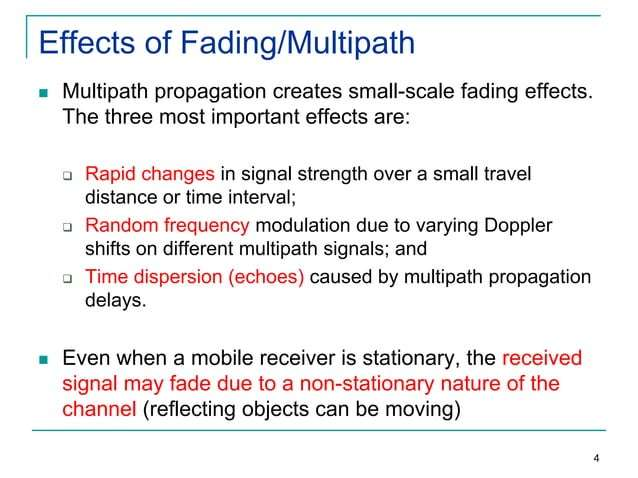 Effects of Fading/Multipath
Multipath propagation creates small-scale fading effects.
The three most important effects are:
Rapid changes in signal strength over a small travel
distance or time interval;
Random frequency modulation due to varying Doppler
shifts on different multipath signals; and
Time dispersion (echoes) caused by multipath propagation
delays.
Even when a mobile receiver is stationary, the received
signal may fade due to a non-stationary nature of the
channel (reflecting objects can be moving)
4